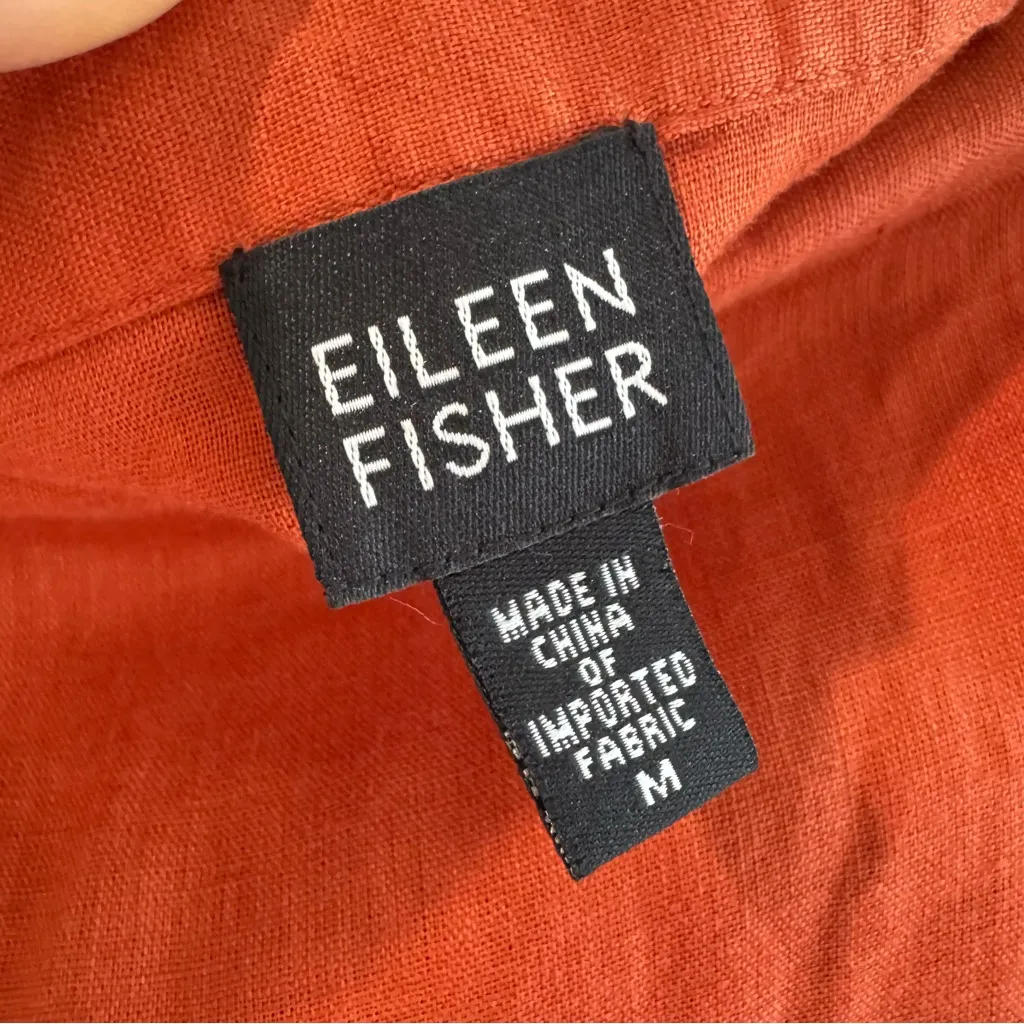 EILEEN
FISHER
MADE IN
CHINA
OF
IMPORTED
FABRIC
M